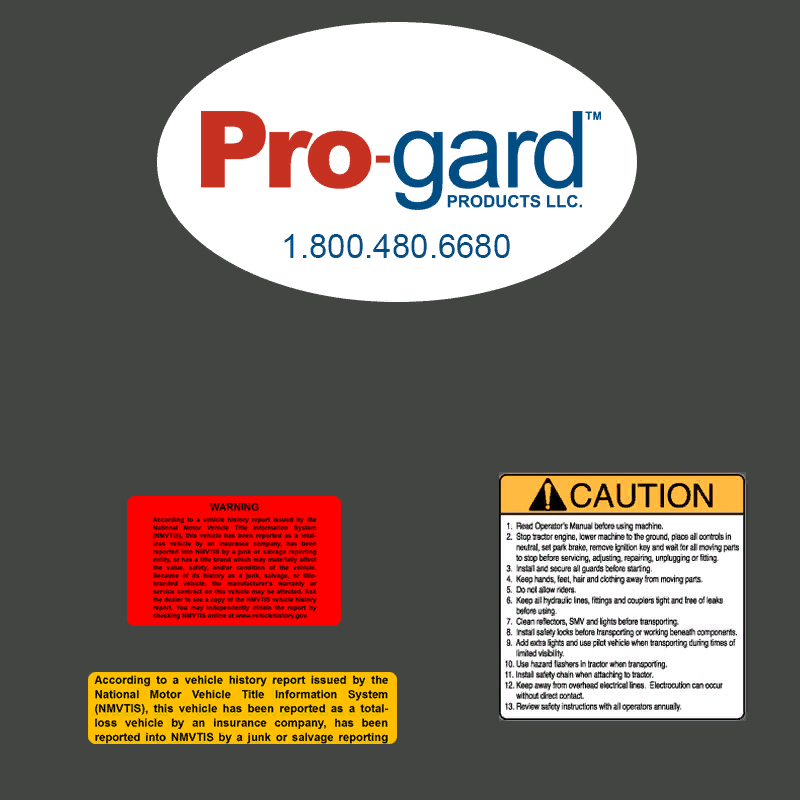 Pro-gard™
PRODUCTS LLC.
1.800.480.6680
WARNING
According to a vehicle history report issued by the
National Motor Vehicle Title Information System
(NMVTIS), this vehicle has been reported as a total-
loss vehicle by an insurance company, has been
reported into NMVTIS by a junk or salvage reporting
entity, or has a title brand which may materially affect
the value, safety, and/or condition of the vehicle.
Because of its history as a junk, salvage, or title-
branded vehicle, the manufacturer's warranty or
service contract on this vehicle may be affected. Ask
the dealer to see a copy of the NMVTIS vehicle history
report. You may independently obtain the report by
checking NMVTIS online at www.vehiclehistory.gov.
According to a vehicle history report issued by the
National Motor Vehicle Title Information System
(NMVTIS), this vehicle has been reported as a total-
loss vehicle by an insurance company, has been
reported into NMVTIS by a junk or salvage reporting
CAUTION
1. Read Operator's Manual before using machine.
2. Stop tractor engine, lower machine to the ground, place all controls in
neutral, set park brake, remove ignition key and wait for all moving parts
to stop before servicing, adjusting, repairing, unplugging or fitting.
3. Install and secure all guards before starting.
4. Keep hands, feet, hair and clothing away from moving parts.
5. Do not allow riders.
6. Keep all hydraulic lines, fittings and couplers tight and free of leaks
before using.
7. Clean reflectors, SMV and lights before transporting.
8. Install safety locks before transporting or working beneath components.
9. Add extra lights and use pilot vehicle when transporting during times of
limited visibility.
10. Use hazard flashers in tractor when transporting.
11. Install safety chain when attaching to tractor.
12. Keep away from overhead electrical lines. Electrocution can occur
without direct contact.
13. Review safety instructions with all operators annually.